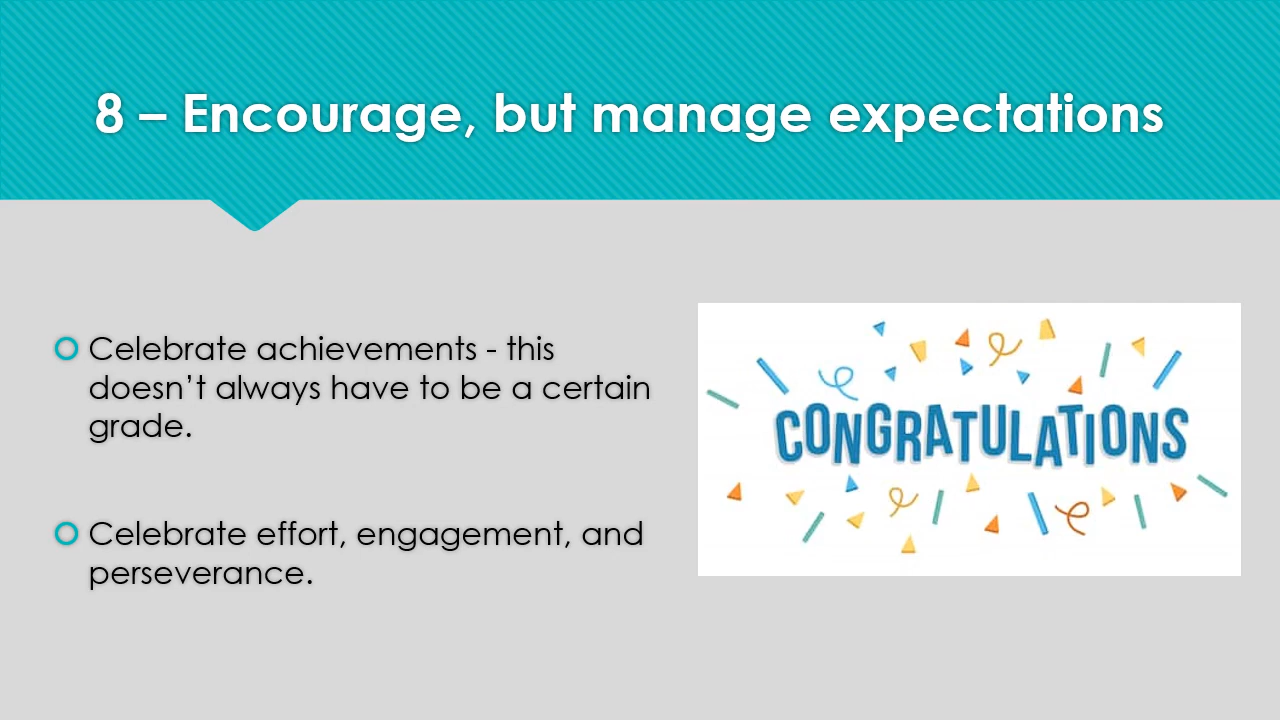 8 – Encourage, but manage expectations
Celebrate achievements - this
doesn’t always have to be a certain
grade.
Celebrate effort, engagement, and
perseverance.
CONGRATULATIONS